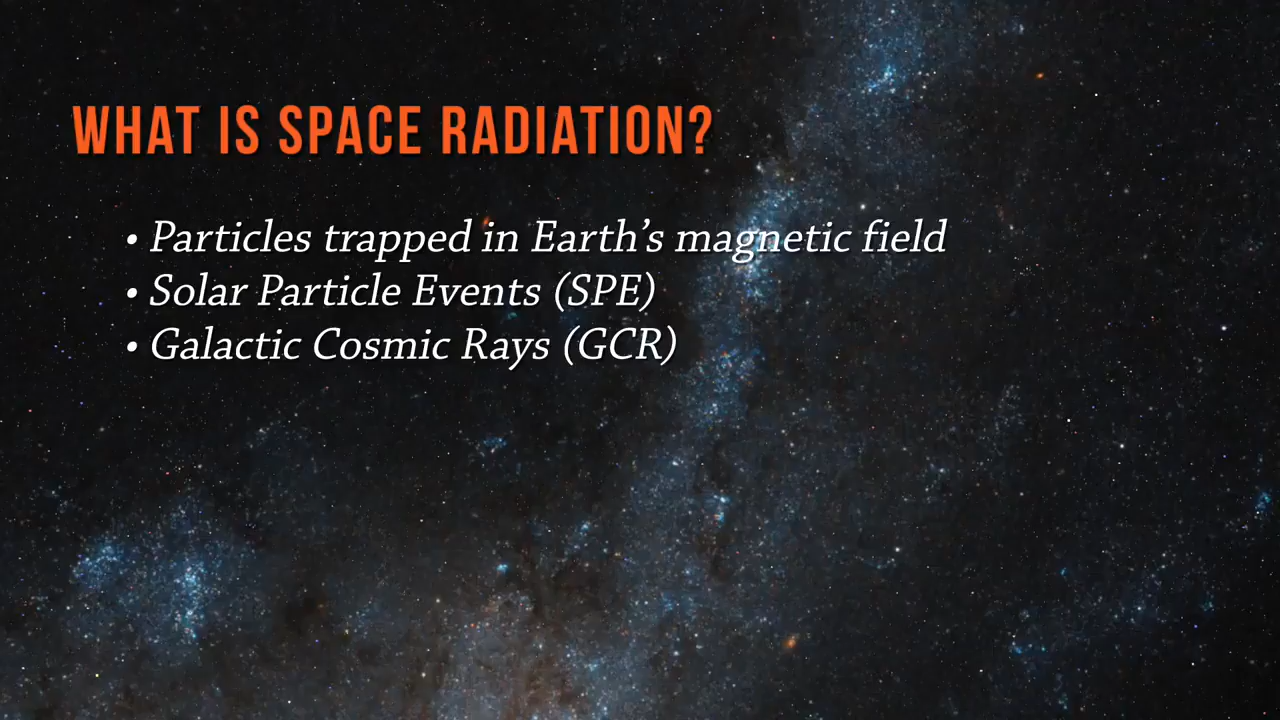 WHAT IS SPACE RADIATION?
• Particles trapped in Earth’s magnetic field
• Solar Particle Events (SPE)
• Galactic Cosmic Rays (GCR)